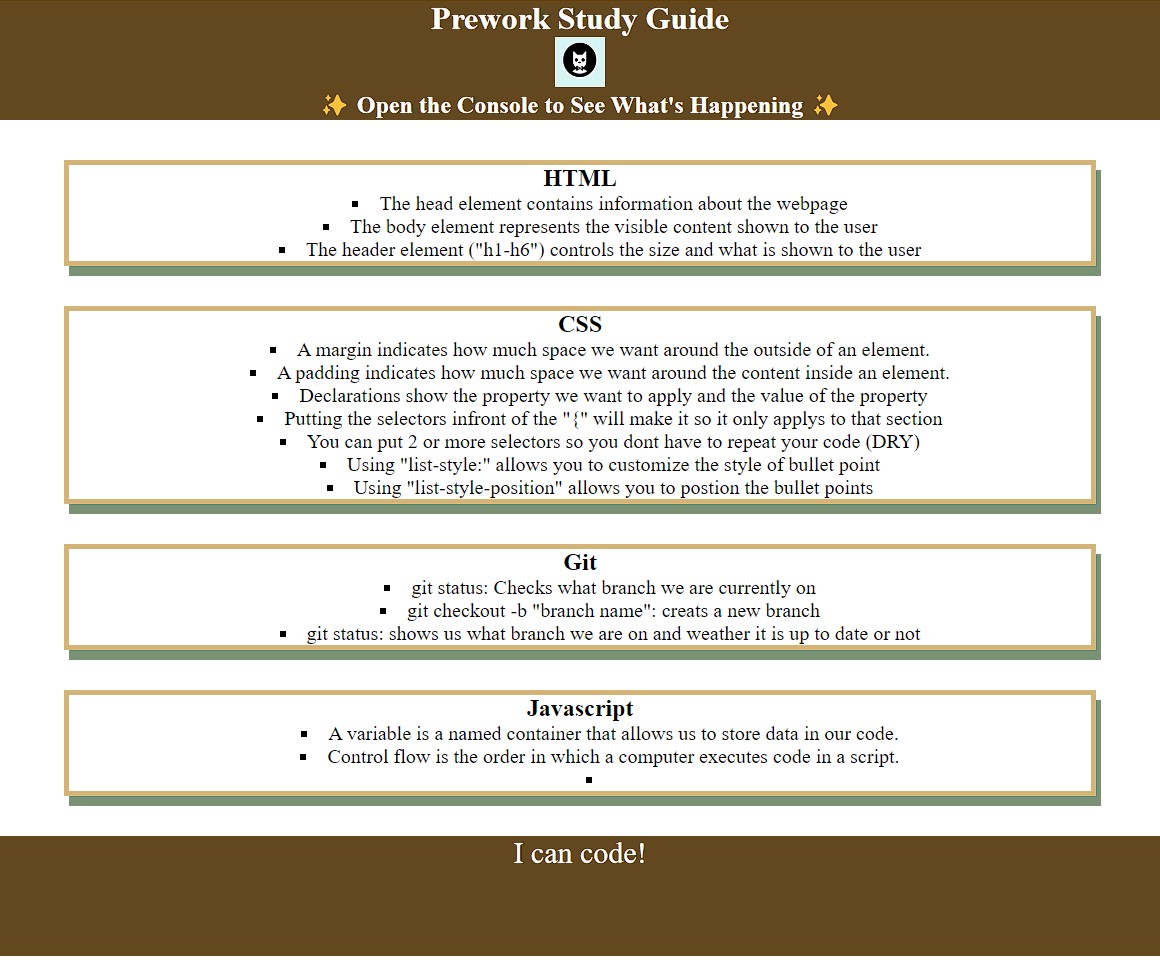 Prework Study Guide
✨ Open the Console to See What's Happening ✨
HTML
▪ The head element contains information about the webpage
▪ The body element represents the visible content shown to the user
▪ The header element ("h1-h6") controls the size and what is shown to the user
CSS
▪ A margin indicates how much space we want around the outside of an element.
▪ A padding indicates how much space we want around the content inside an element.
▪ Declarations show the property we want to apply and the value of the property
▪ Putting the selectors infront of the "{" will make it so it only applys to that section
▪ You can put 2 or more selectors so you dont have to repeat your code (DRY)
▪ Using "list-style:" allows you to customize the style of bullet point
▪ Using "list-style-position" allows you to postion the bullet points
Git
▪ git status: Checks what branch we are currently on
▪ git checkout -b "branch name": creats a new branch
▪ git status: shows us what branch we are on and weather it is up to date or not
Javascript
▪ A variable is a named container that allows us to store data in our code.
▪ Control flow is the order in which a computer executes code in a script.
▪
I can code!